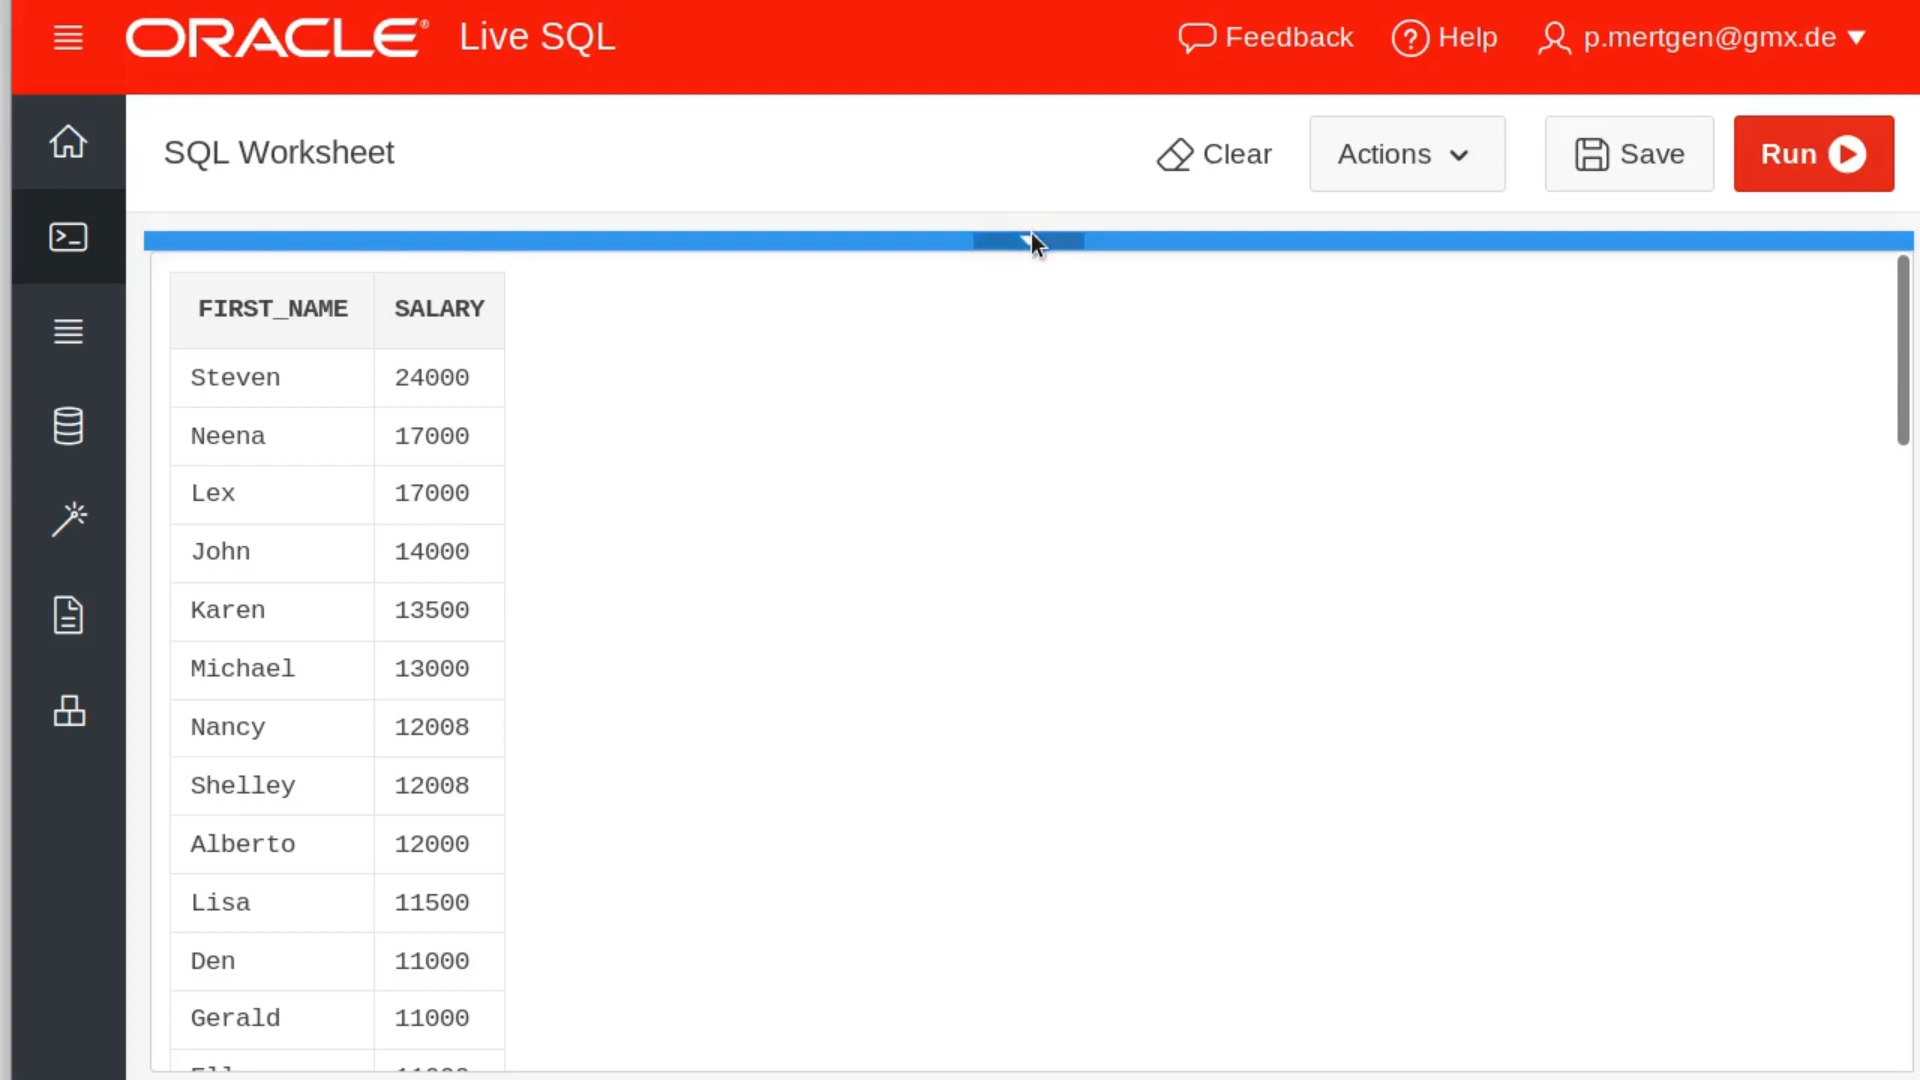 ORACLE® Live SQL Feedback Help p.mertgen@gmx.de
SQL Worksheet Clear Actions Save Run
FIRST_NAME SALARY
Steven 24000
Neena 17000
Lex 17000
John 14000
Karen 13500
Michael 13000
Nancy 12008
Shelley 12008
Alberto 12000
Lisa 11500
Den 11000
Gerald 11000